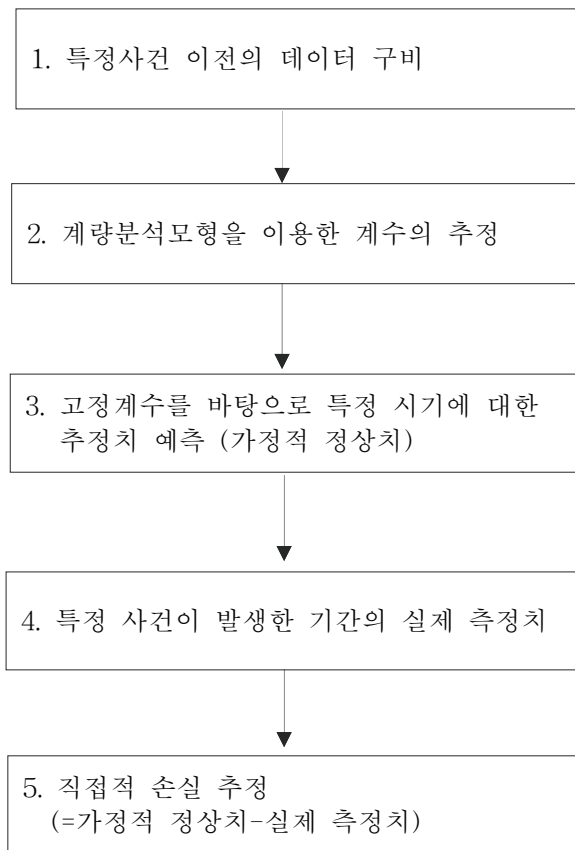 1. 특정사건 이전의 데이터 구비
2. 계량분석모형을 이용한 계수의 추정
3. 고정계수를 바탕으로 특정 시기에 대한
추정치 예측 (가정적 정상치)
4. 특정 사건이 발생한 기간의 실제 측정치
5. 직접적 손실 추정
(=가정적 정상치-실제 측정치)